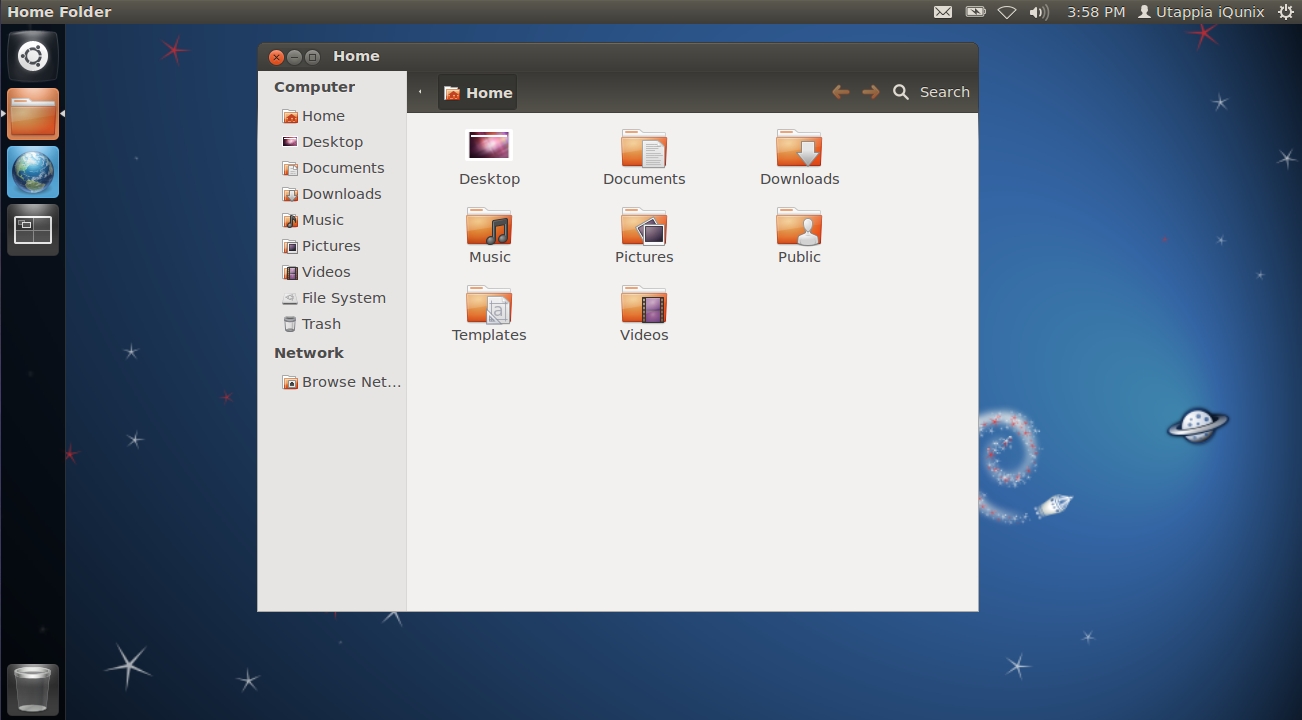 Home Folder
3:58 PM
Utappia iQunix
Home
Computer
Home
Desktop
Documents
Downloads
Music
Pictures
Videos
File System
Trash
Network
Browse Net...
Home
Search
Desktop
Documents
Downloads
Music
Pictures
Public
Templates
Videos